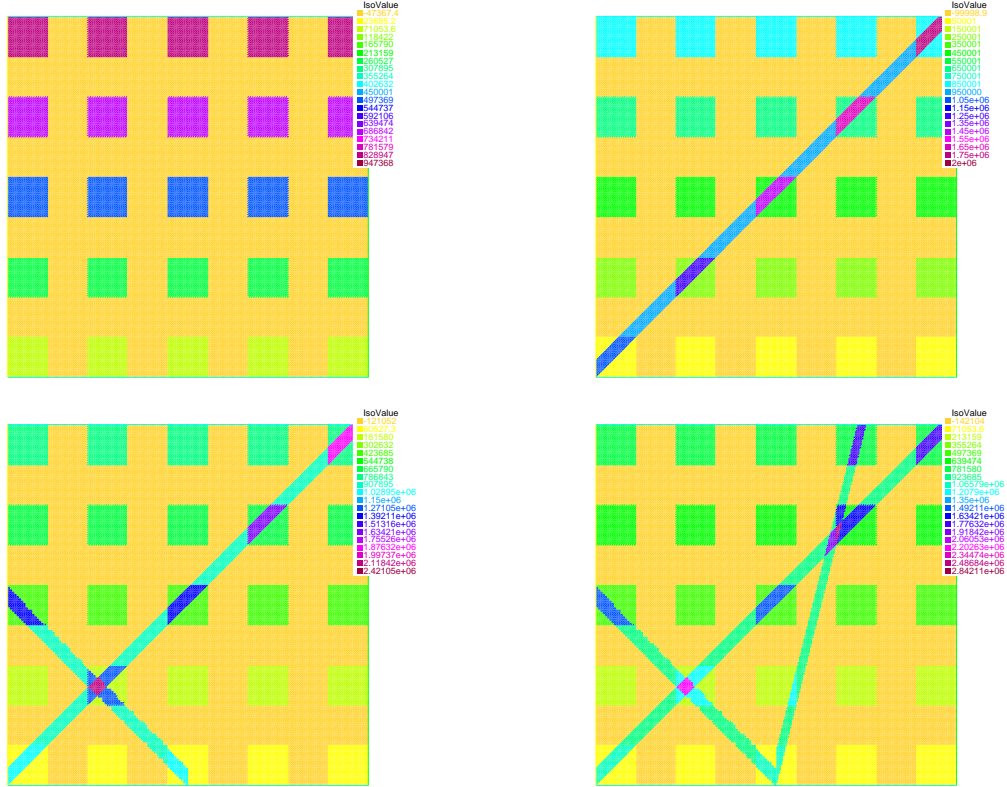 IsoValue
-47367.4
23685.2
71053.6
118422
165790
213159
260527
307895
355264
402632
450001
497369
544737
592106
639474
686842
734211
781579
828947
947368
IsoValue
-99998.9
50001
150001
250001
350001
450001
550001
650001
750001
850001
950000
1.05e+06
1.15e+06
1.25e+06
1.35e+06
1.45e+06
1.55e+06
1.65e+06
1.75e+06
2e+06
IsoValue
-121052
60527.3
181580
302632
423685
544738
665790
786843
907895
1.02895e+06
1.15e+06
1.27105e+06
1.39211e+06
1.51316e+06
1.63421e+06
1.75526e+06
1.87632e+06
1.99737e+06
2.11842e+06
2.42105e+06
IsoValue
-142104
71053.5
213159
355264
497369
639474
781580
923685
1.06579e+06
1.2079e+06
1.35e+06
1.49211e+06
1.63421e+06
1.77632e+06
1.91842e+06
2.06053e+06
2.20263e+06
2.34474e+06
2.48684e+06
2.84211e+06